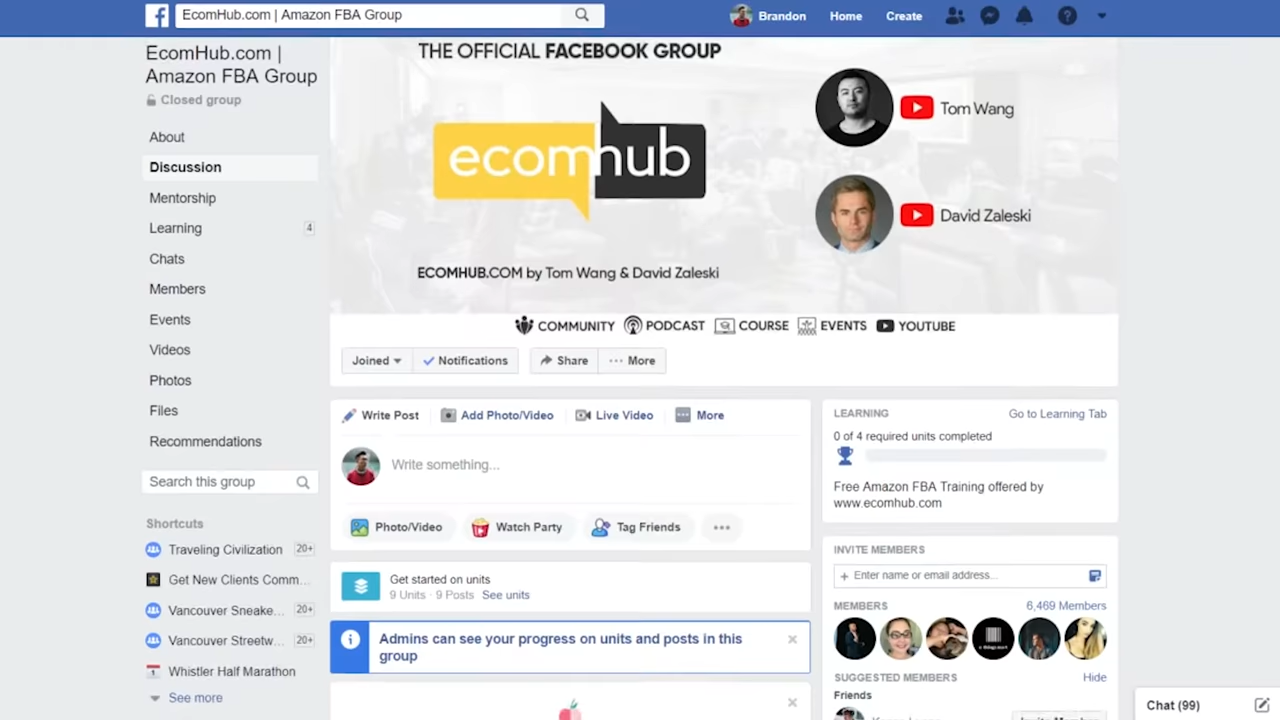 EcomHub.com | Amazon FBA Group
Brandon
Home
Create
EcomHub.com |
Amazon FBA Group
Closed group
About
Discussion
Mentorship
Learning
4
Chats
Members
Events
Videos
Photos
Files
Recommendations
Search this group
Shortcuts
Traveling Civilization
20+
Get New Clients Comm...
Vancouver Sneake...
20+
Vancouver Streetw...
20+
Whistler Half Marathon
See more
THE OFFICIAL FACEBOOK GROUP
ecomhub
Tom Wang
David Zaleski
ECOMHUB.COM by Tom Wang & David Zaleski
COMMUNITY
PODCAST
COURSE
EVENTS
YOUTUBE
Joined
Notifications
Share
More
Write Post
Add Photo/Video
Live Video
More
Write something...
Photo/Video
Watch Party
Tag Friends
Get started on units
9 Units · 9 Posts See units
Admins can see your progress on units and posts in this
group
LEARNING
Go to Learning Tab
0 of 4 required units completed
Free Amazon FBA Training offered by
www.ecomhub.com
INVITE MEMBERS
+ Enter name or email address...
MEMBERS
6,469 Members
SUGGESTED MEMBERS
Hide
Friends
Chat (99)